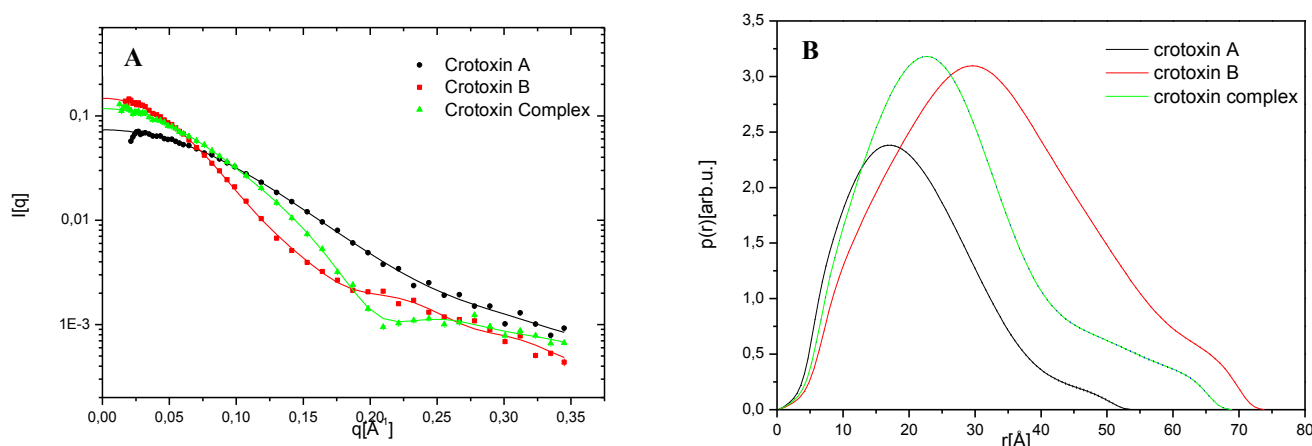 A
Crotoxin A
Crotoxin B
Crotoxin Complex
I[q]
0,1
0,01
1E-3
0,00 0,05 0,10 0,15 0,20 0,25 0,30 0,35
q[Å⁻¹]
B
crotoxin A
crotoxin B
crotoxin complex
p(r)[arb.u.]
3,5
3,0
2,5
2,0
1,5
1,0
0,5
0,0
0 10 20 30 40 50 60 70 80
r[Å]